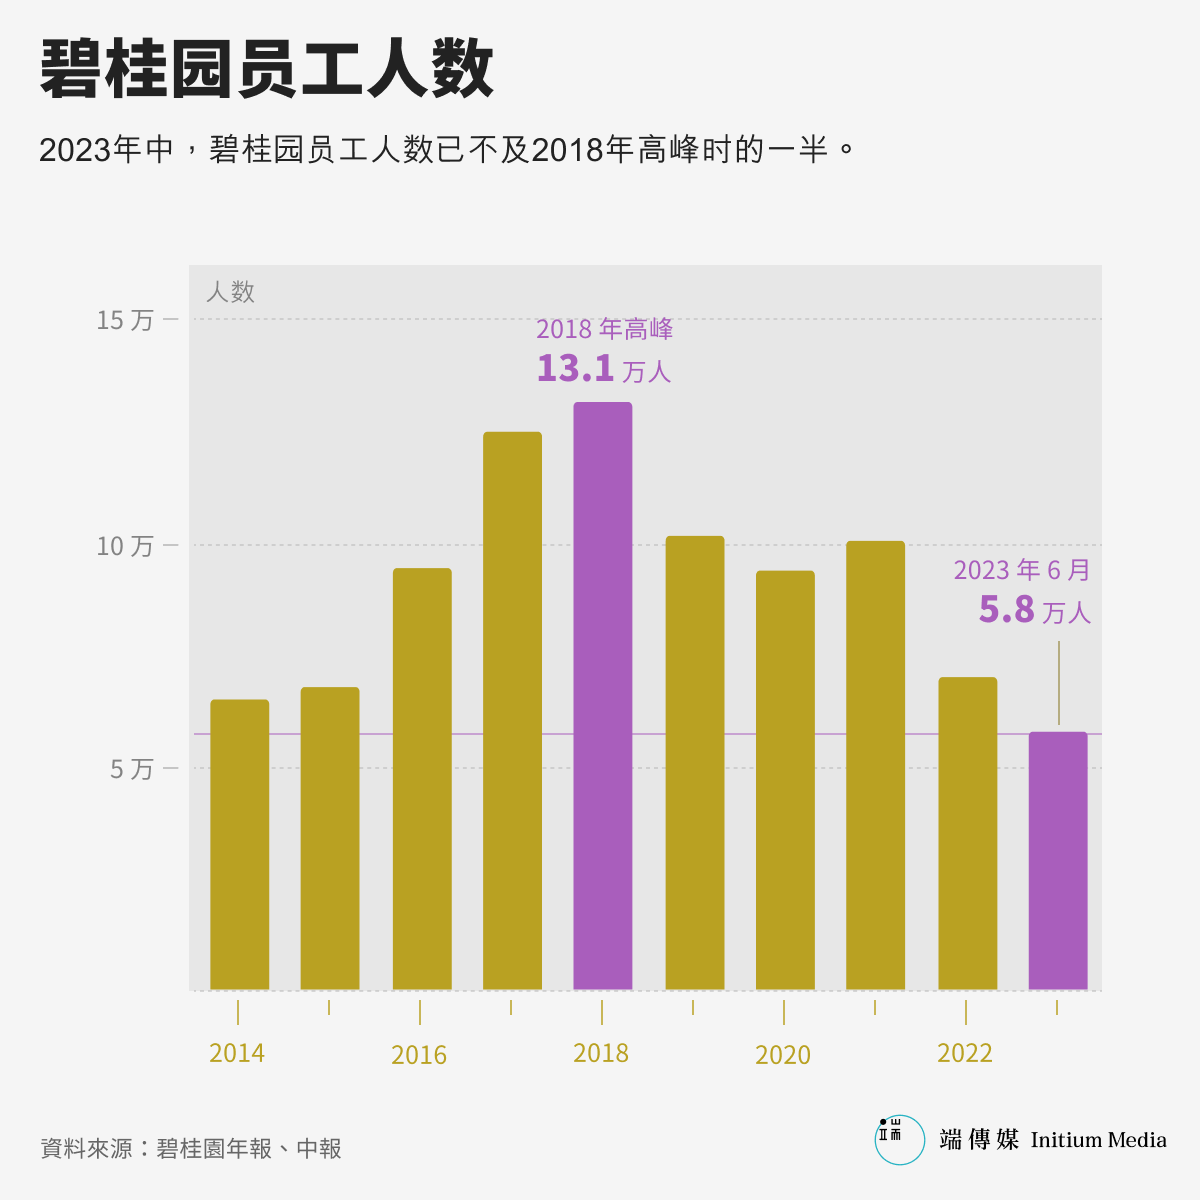 碧桂园员工人数
2023年中，碧桂园员工人数已不及2018年高峰时的一半。
人数
15 万
2018 年高峰
13.1 万人
10 万
2023 年 6 月
5.8 万人
5 万
2014 2016 2018 2020 2022
資料來源：碧桂園年報、中報
端傳媒 Initium Media